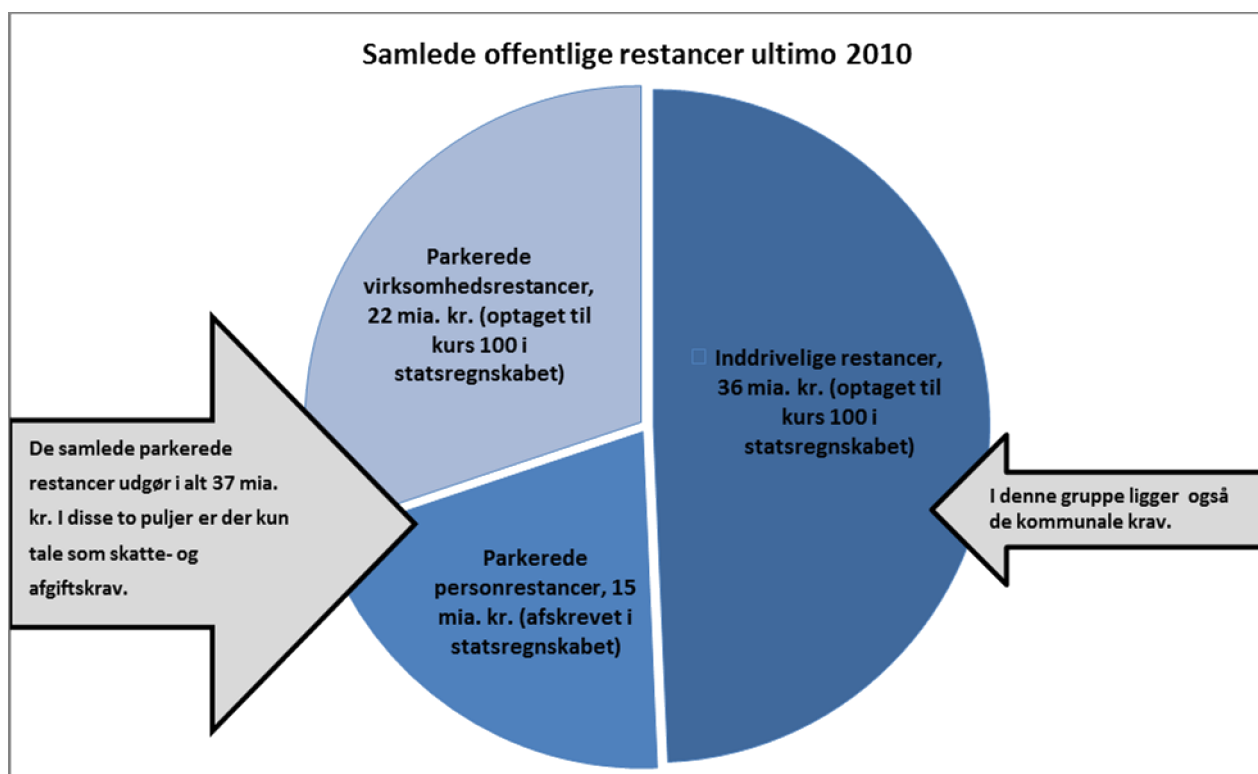 Samlede offentlige restancer ultimo 2010
Parkerede
virksomhedsrestancer,
22 mia. kr. (optaget til
kurs 100 i
statsregnskabet)
Inddrivelige restancer,
36 mia. kr. (optaget til
kurs 100 i
statsregnskabet)
De samlede parkerede
restancer udgør i alt 37 mia.
kr. I disse to puljer er der kun
tale som skatte- og
afgiftskrav.
I denne gruppe ligger også
de kommunale krav.
Parkerede
personrestancer, 15
mia. kr. (afskrevet i
statsregnskabet)